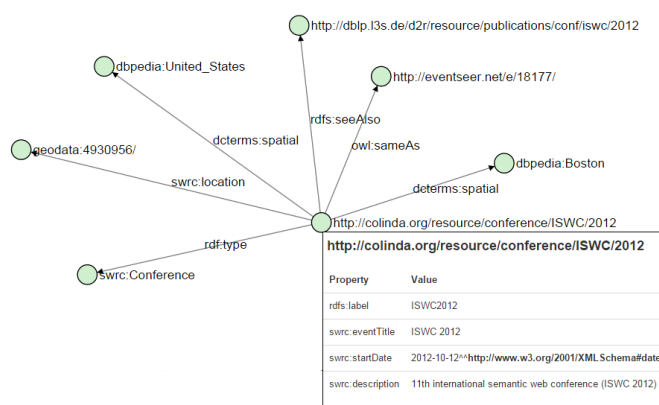 http://dblp.l3s.de/d2r/resource/publications/conf/iswc/2012
dbpedia:United_States
http://eventseer.net/e/18177/
rdfs:seeAlso
dcterms:spatial
owl:sameAs
geodata:4930956/
dbpedia:Boston
swrc:location
dcterms:spatial
http://colinda.org/resource/conference/ISWC/2012
rdf:type
swrc:Conference
http://colinda.org/resource/conference/ISWC/2012
Property Value
rdfs:label ISWC2012
swrc:eventTitle ISWC 2012
swrc:startDate 2012-10-12^^http://www.w3.org/2001/XMLSchema#date
swrc:description 11th international semantic web conference (ISWC 2012)